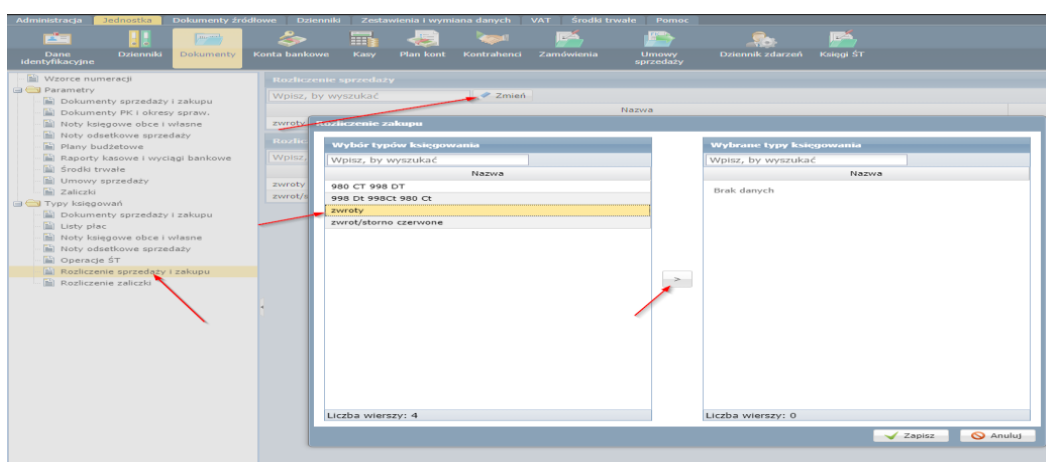 Administracja Jednostka Dokumenty źródłowe Dzienniki Zestawienia i wymiana danych VAT Środki trwałe Pomoc
Dane identyfikacyjne Dzienniki Dokumenty Konta bankowe Kasy Plan kont Kontrahenci Zamówienia Umowy sprzedaży Dziennik zdarzeń Księgi ŚT
Wzorce numeracji
Parametry
Dokumenty sprzedaży i zakupu
Dokumenty PK i okresy spraw.
Noty księgowe obce i własne
Noty odsetkowe sprzedaży
Plany budżetowe
Raporty kasowe i wyciągi bankowe
Środki trwałe
Umowy sprzedaży
Zaliczki
Typy księgowań
Dokumenty sprzedaży i zakupu
Listy płac
Noty księgowe obce i własne
Noty odsetkowe sprzedaży
Operacje ŚT
Rozliczenie sprzedaży i zakupu
Rozliczenie zaliczki
Rozliczenie sprzedaży
Wpisz, by wyszukać Zmień
Nazwa
zwroty
Rozlic
Wpisz,
zwroty
zwrot/s
Rozliczenie zakupu
Wybór typów księgowania
Wpisz, by wyszukać
Nazwa
980 CT 998 DT
998 Dt 998Ct 980 Ct
zwroty
zwrot/storno czerwone
Liczba wierszy: 4
>
Wybrane typy księgowania
Wpisz, by wyszukać
Nazwa
Brak danych
Liczba wierszy: 0
Zapisz Anuluj